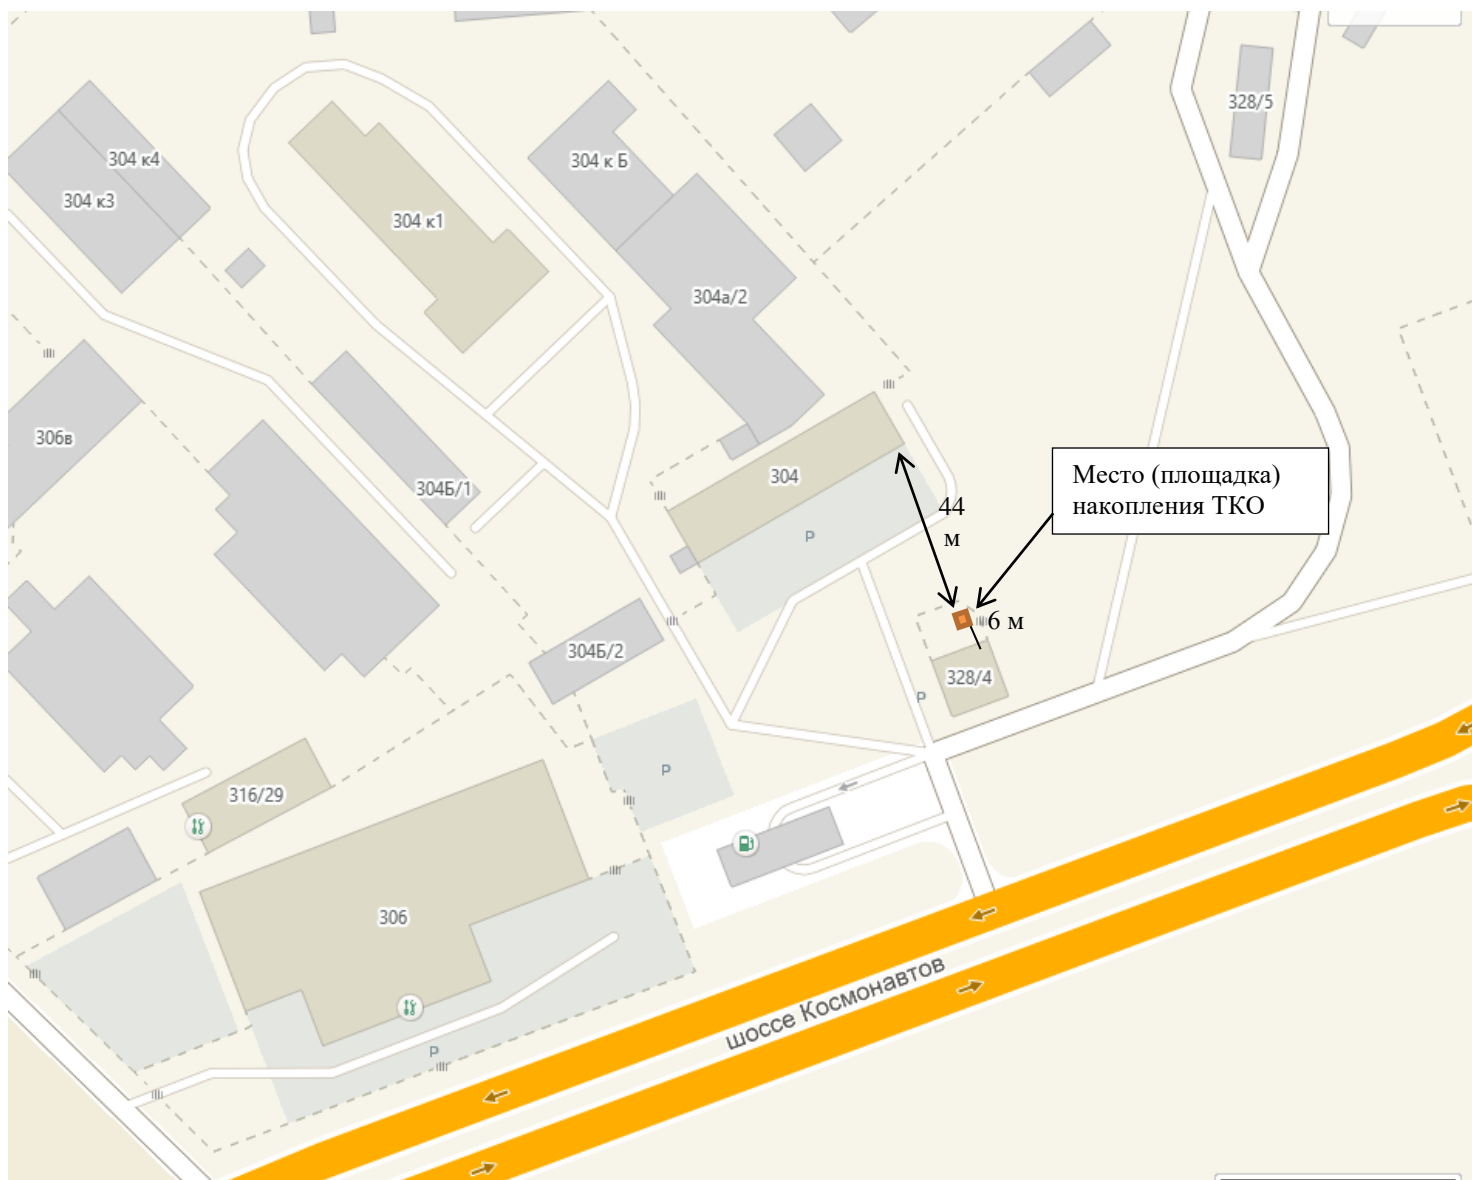 328/5
304 к4
304 к Б
304 к3
304 к1
304а/2
306в
304
Место (площадка)
накопления ТКО
304Б/1
44
м
P
6 м
304Б/2
328/4
P
P
316/29
306
шоссе Космонавтов
P